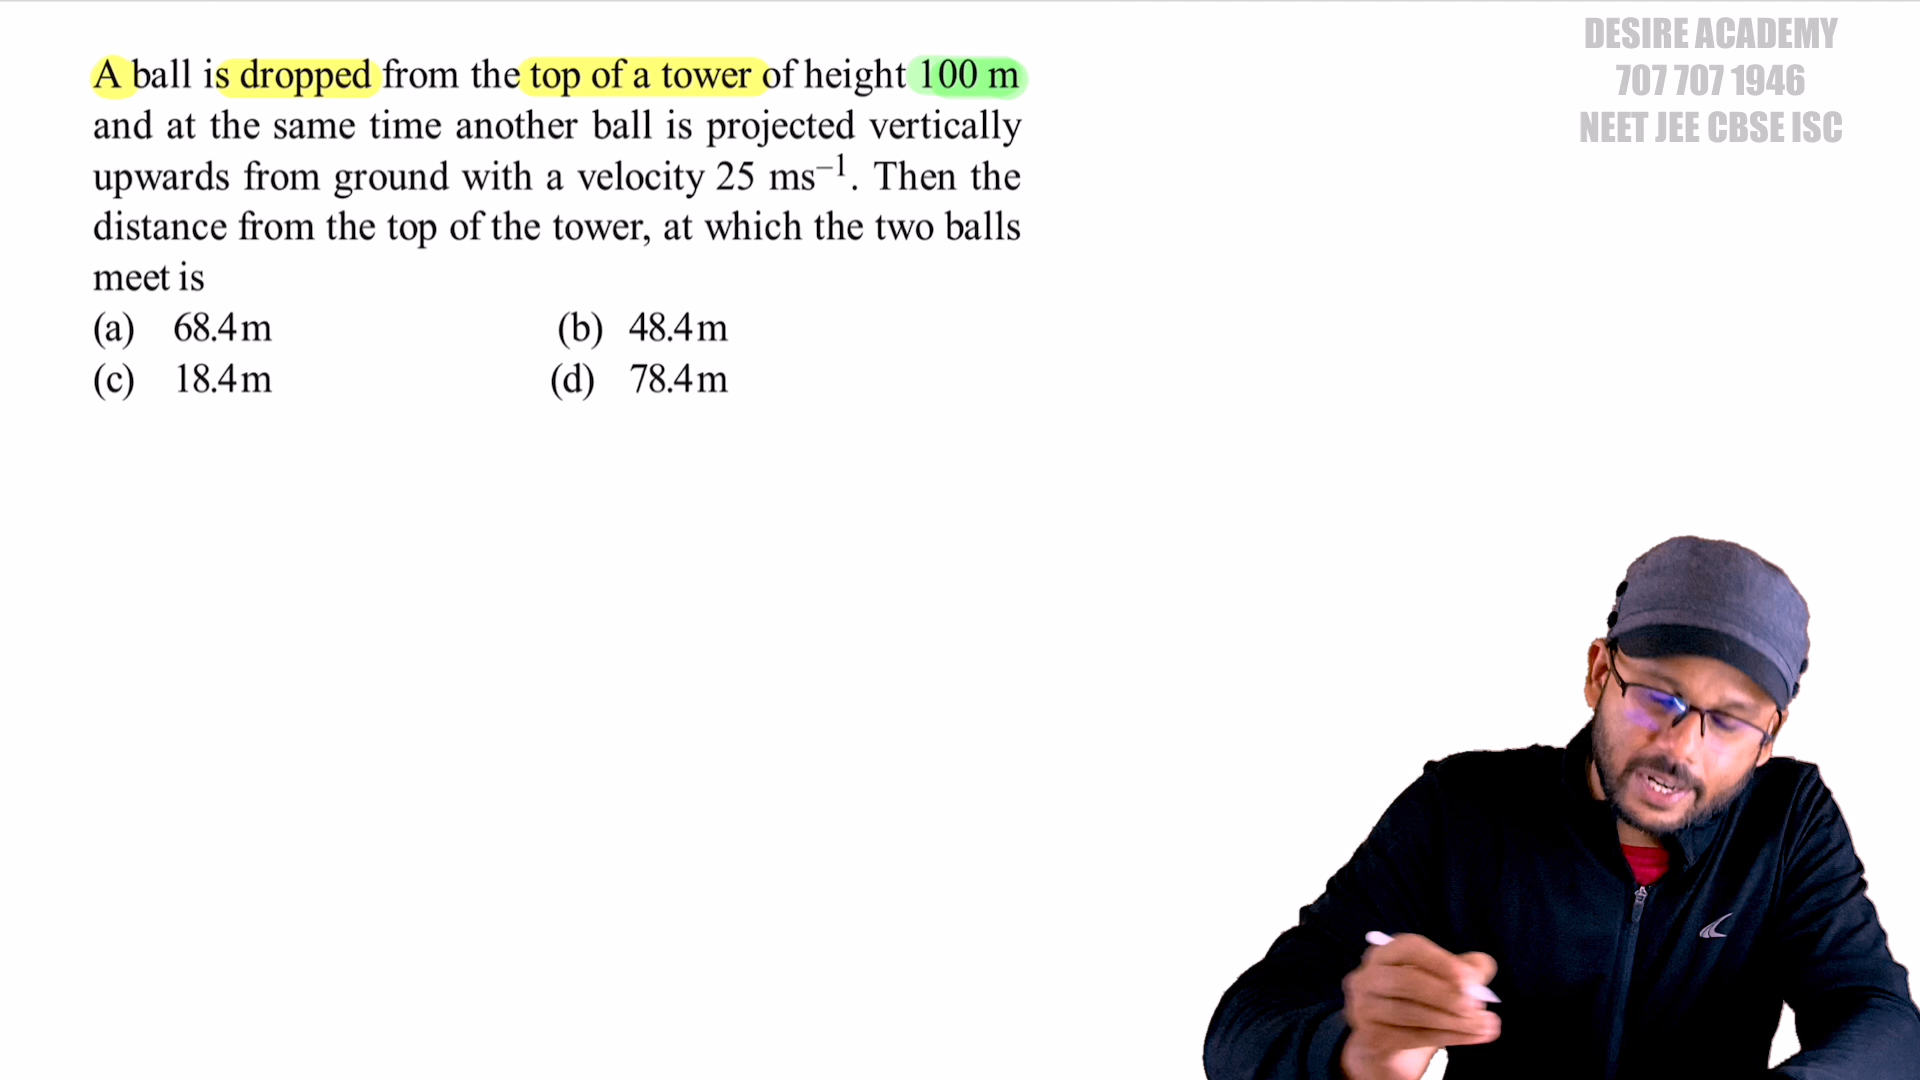 A ball is dropped from the top of a tower of height 100 m
and at the same time another ball is projected vertically
upwards from ground with a velocity 25 ms⁻¹. Then the
distance from the top of the tower, at which the two balls
meet is
(a) 68.4m (b) 48.4m
(c) 18.4m (d) 78.4m
DESIRE ACADEMY
707 707 1946
NEET JEE CBSE ISC